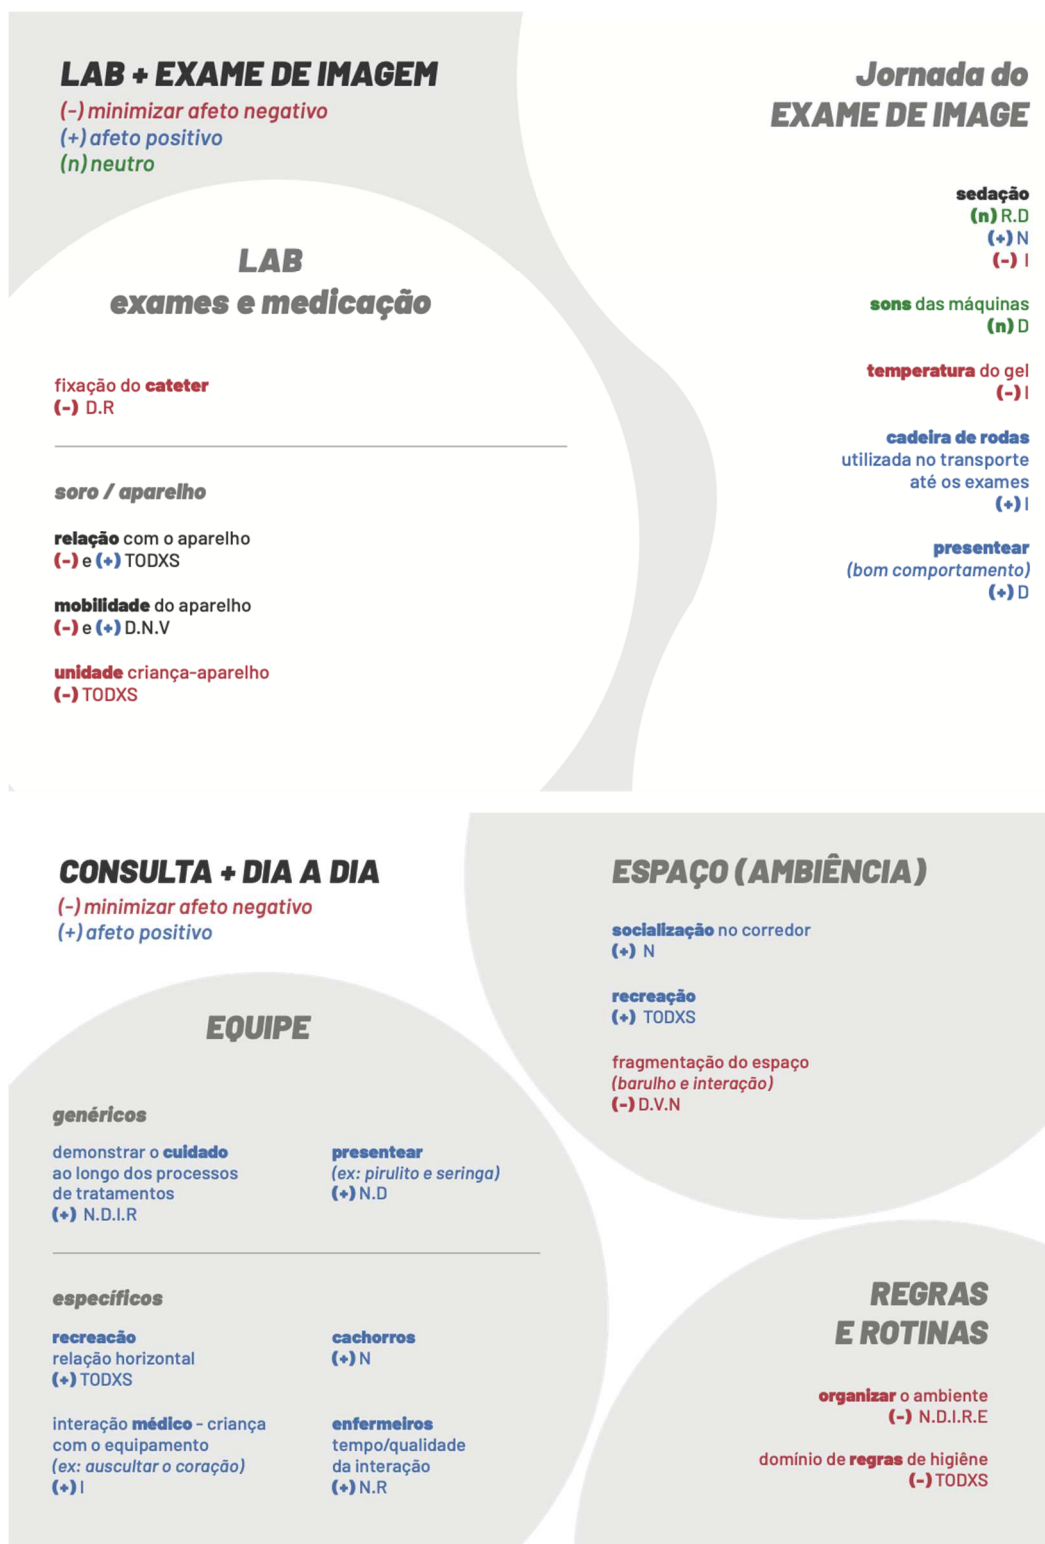 LAB + EXAME DE IMAGEM
(-) minimizar afeto negativo
(+) afeto positivo
(n) neutro
LAB
exames e medicação
fixação do cateter
(-) D.R
soro / aparelho
relação com o aparelho
(-) e (+) TODXS
mobilidade do aparelho
(-) e (+) D.N.V
unidade criança-aparelho
(-) TODXS
Jornada do
EXAME DE IMAGE
sedação
(n) R.D
(+) N
(-) I
sons das máquinas
(n) D
temperatura do gel
(-) I
cadeira de rodas
utilizada no transporte
até os exames
(+) I
presentear
(bom comportamento)
(+) D
CONSULTA + DIA A DIA
(-) minimizar afeto negativo
(+) afeto positivo
EQUIPE
genéricos
demonstrar o cuidado
ao longo dos processos
de tratamentos
(+) N.D.I.R
presentear
(ex: pirulito e seringa)
(+) N.D
específicos
recreacão
relação horizontal
(+) TODXS
cachorros
(+) N
interação médico - criança
com o equipamento
(ex: auscultar o coração)
(+) I
enfermeiros
tempo/qualidade
da interação
(+) N.R
ESPAÇO (AMBIÊNCIA)
socialização no corredor
(+) N
recreação
(+) TODXS
fragmentação do espaço
(barulho e interação)
(-) D.V.N
REGRAS
E ROTINAS
organizar o ambiente
(-) N.D.I.R.E
domínio de regras de higiêne
(-) TODXS